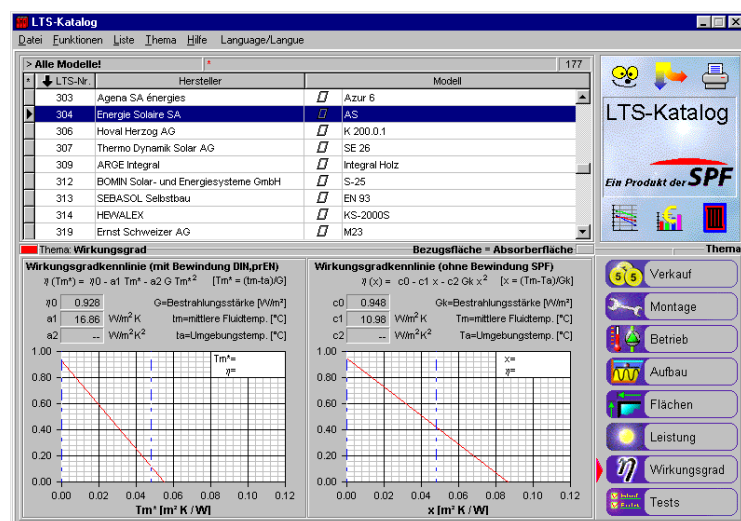 LTS-Katalog
Datei Funktionen Liste Thema Hilfe Language/Langue
> Alle Modelle! * 177
* LTS-Nr. Hersteller Modell
303 Agena SA énergies Azur 6
304 Energie Solaire SA AS
306 Hoval Herzog AG K 200.0.1
307 Thermo Dynamik Solar AG SE 26
309 ARGE Integral Integral Holz
312 BOMIN Solar- und Energiesysteme GmbH S-25
313 SEBASOL Selbstbau EN 93
314 HEWALEX KS-2000S
319 Ernst Schweizer AG M23
LTS-Katalog
Ein Produkt der SPF
Thema: Wirkungsgrad Bezugsfläche = Absorberfläche Thema
Wirkungsgradkennlinie (mit Bewindung DIN,prEN)
η (Tm*) = η0 - a1 Tm* - a2 G Tm*² [Tm* = (tm-ta)/G]
η0 0.928 G=Bestrahlungsstärke [W/m²]
a1 16.86 W/m²K tm=mittlere Fluidtemp. [°C]
a2 -- W/m²K² ta=Umgebungstemp. [°C]
Tm*=
η=
1.00
0.80
0.60
0.40
0.20
0.00
0.00 0.02 0.04 0.06 0.08 0.10 0.12
Tm* [m² K / W]
Wirkungsgradkennlinie (ohne Bewindung SPF)
η (x) = c0 - c1 x - c2 Gk x² [x = (Tm-Ta)/Gk]
c0 0.948 Gk=Bestrahlungsstärke [W/m²]
c1 10.98 W/m²K Tm=mittlere Fluidtemp. [°C]
c2 -- W/m²K² Ta=Umgebungstemp. [°C]
x=
η=
1.00
0.80
0.60
0.40
0.20
0.00
0.00 0.02 0.04 0.06 0.08 0.10 0.12
x [m² K / W]
Verkauf
Montage
Betrieb
Aufbau
Flächen
Leistung
η Wirkungsgrad
Tests